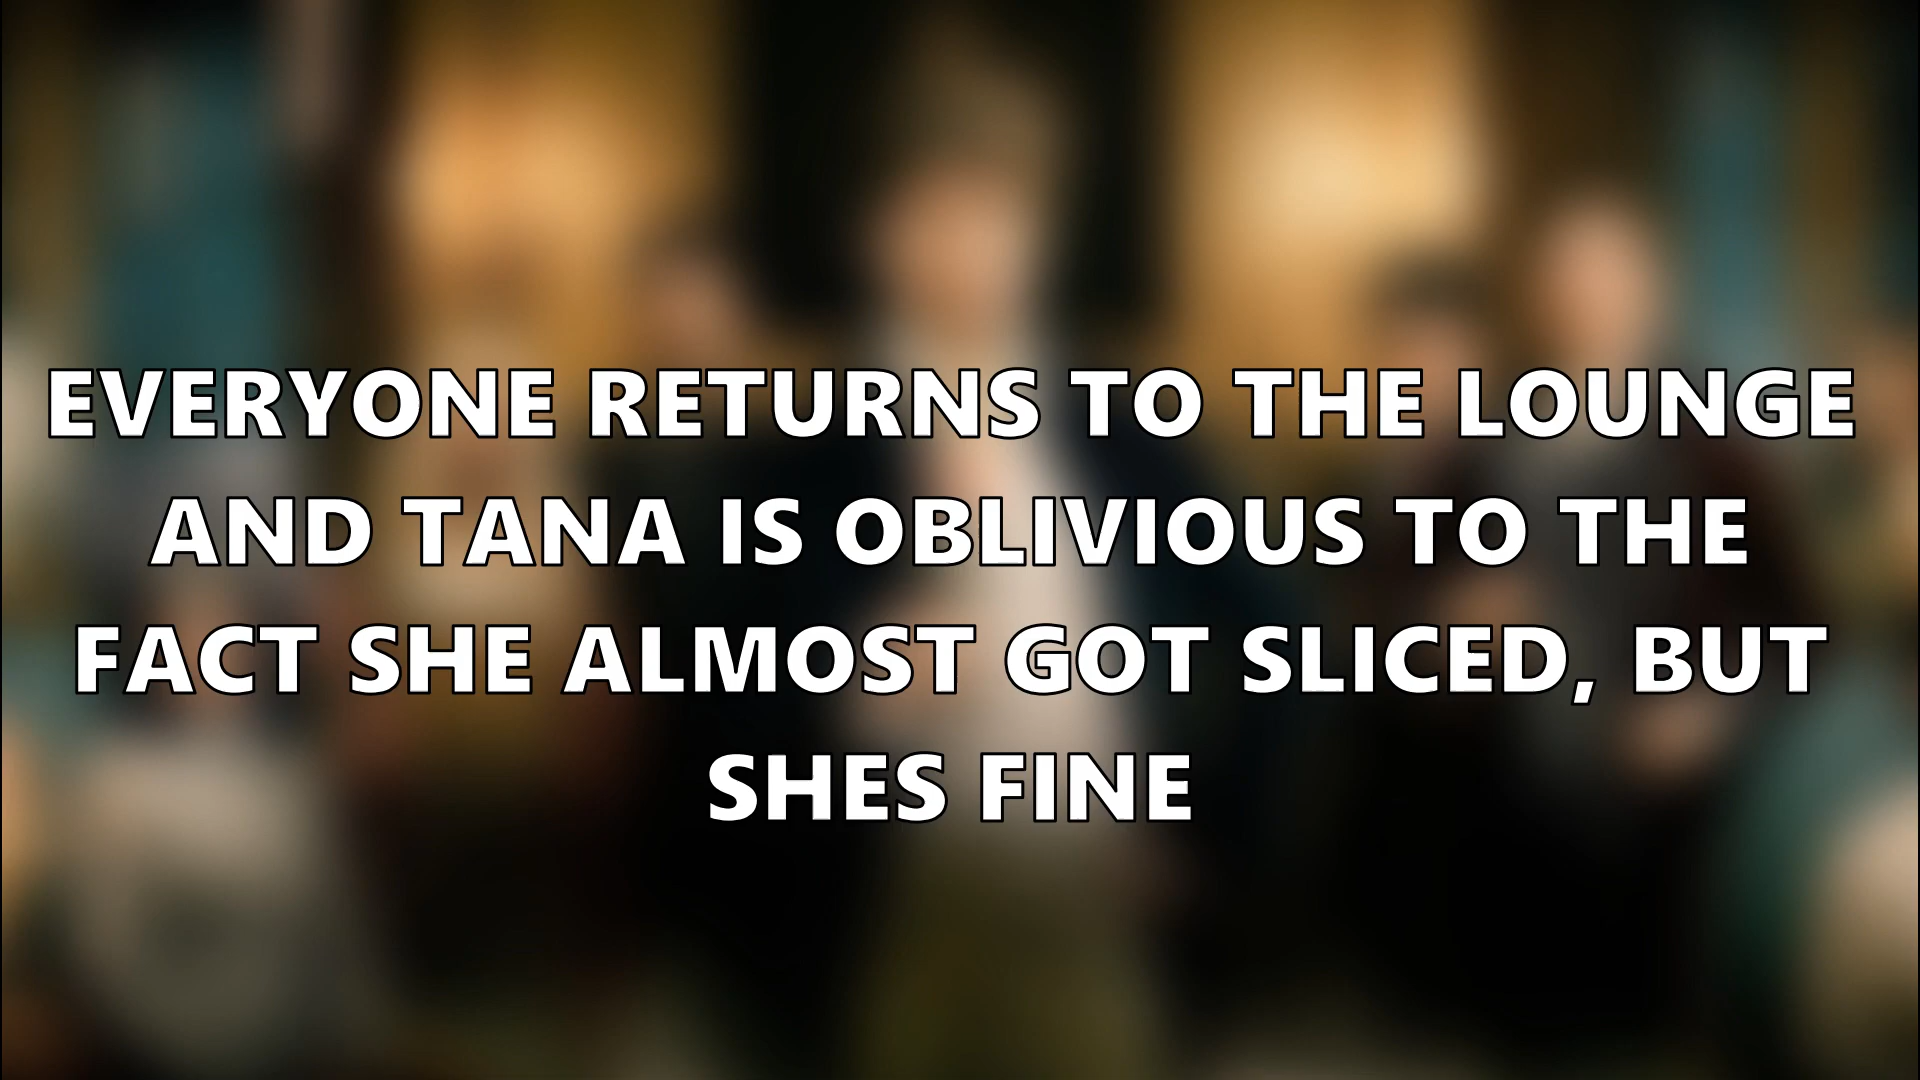 EVERYONE RETURNS TO THE LOUNGE
AND TANA IS OBLIVIOUS TO THE
FACT SHE ALMOST GOT SLICED, BUT
SHES FINE